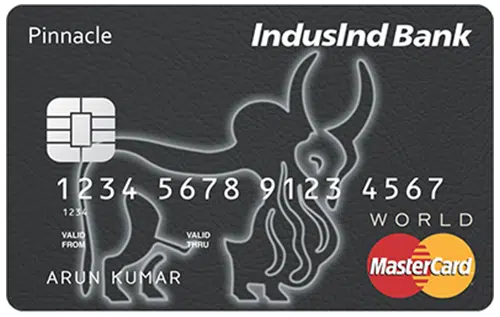 Pinnacle
IndusInd Bank
1234 5678 9123 4567
1234
WORLD
VALID FROM
VALID THRU
ARUN KUMAR
MasterCard